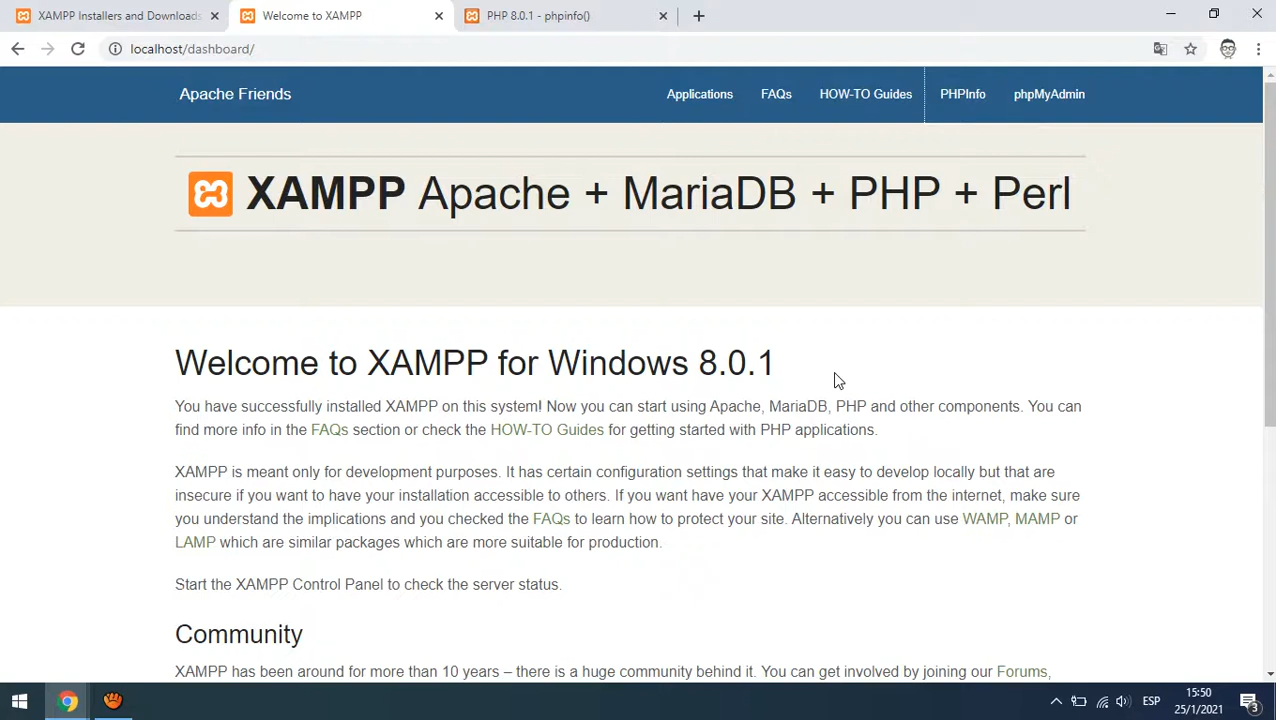 XAMPP Installers and Downloads
Welcome to XAMPP
PHP 8.0.1 - phpinfo()
localhost/dashboard/
Apache Friends
Applications
FAQs
HOW-TO Guides
PHPInfo
phpMyAdmin
XAMPP Apache + MariaDB + PHP + Perl
Welcome to XAMPP for Windows 8.0.1
You have successfully installed XAMPP on this system! Now you can start using Apache, MariaDB, PHP and other components. You can
find more info in the FAQs section or check the HOW-TO Guides for getting started with PHP applications.
XAMPP is meant only for development purposes. It has certain configuration settings that make it easy to develop locally but that are
insecure if you want to have your installation accessible to others. If you want have your XAMPP accessible from the internet, make sure
you understand the implications and you checked the FAQs to learn how to protect your site. Alternatively you can use WAMP, MAMP or
LAMP which are similar packages which are more suitable for production.
Start the XAMPP Control Panel to check the server status.
Community
XAMPP has been around for more than 10 years – there is a huge community behind it. You can get involved by joining our Forums,
ESP
15:50
25/1/2021
3